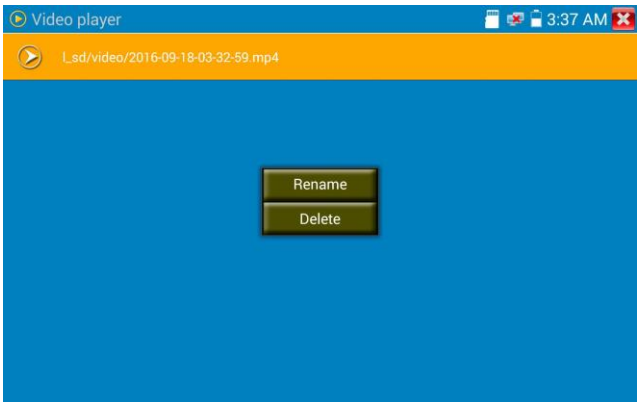 Video player
3:37 AM
l_sd/video/2016-09-18-03-32-59.mp4
Rename
Delete